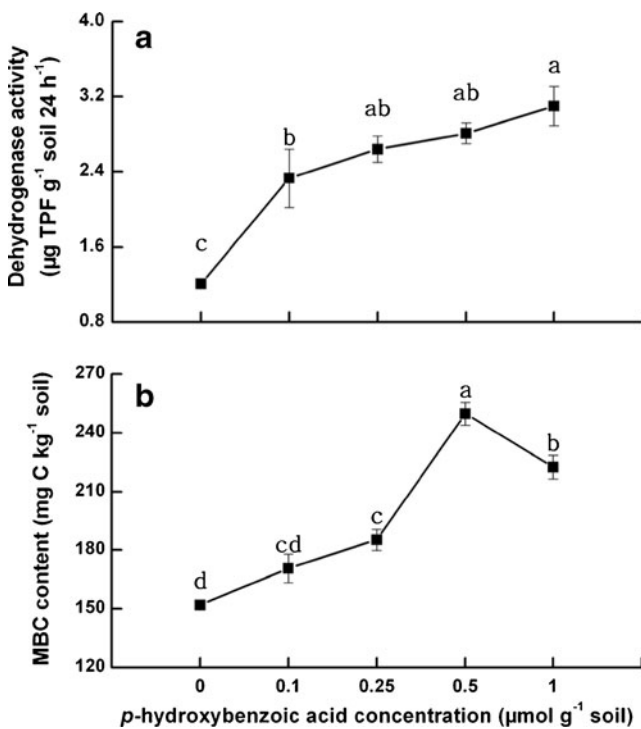 a
Dehydrogenase activity
(µg TPF g⁻¹ soil 24 h⁻¹)
4.0
3.2
2.4
1.6
0.8
c
b
ab
ab
a
b
MBC content (mg C kg⁻¹ soil)
270
240
210
180
150
120
d
cd
c
a
b
0
0.1
0.25
0.5
1
p-hydroxybenzoic acid concentration (µmol g⁻¹ soil)